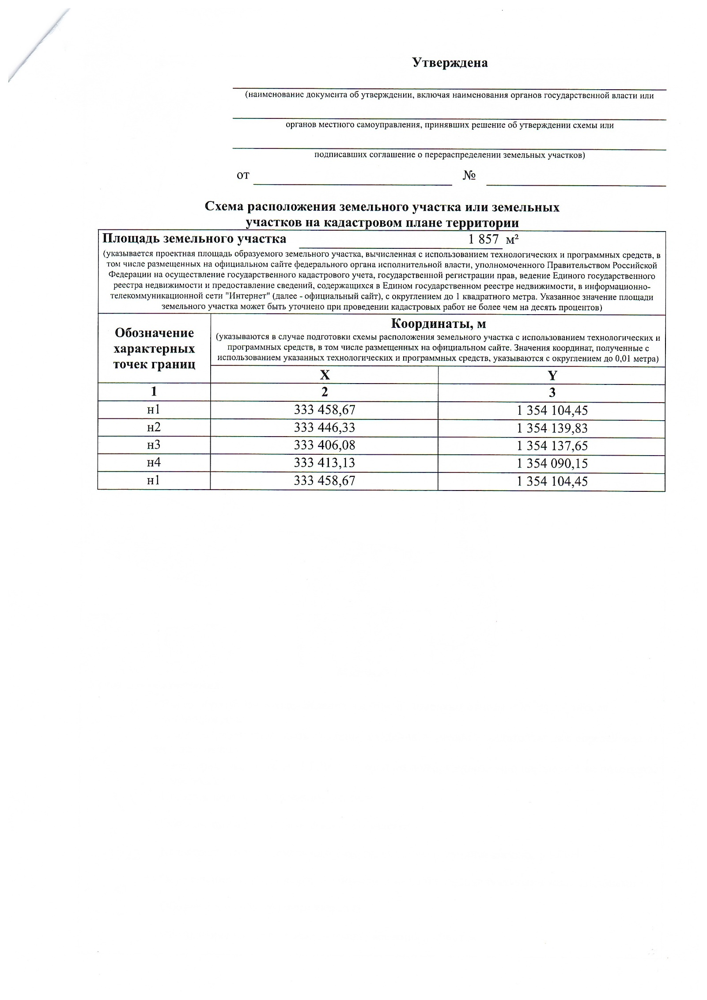 Утверждена
(наименование документа об утверждении, включая наименования органов государственной власти или
органов местного самоуправления, принявших решение об утверждении схемы или
подписавших соглашение о перераспределении земельных участков)
от №
Схема расположения земельного участка или земельных
участков на кадастровом плане территории
Площадь земельного участка 1 857 м²
(указывается проектная площадь образуемого земельного участка, вычисленная с использованием технологических и программных средств, в
том числе размещенных на официальном сайте федерального органа исполнительной власти, уполномоченного Правительством Российской
Федерации на осуществление государственного кадастрового учета, государственной регистрации прав, ведение Единого государственного
реестра недвижимости и предоставление сведений, содержащихся в Едином государственном реестре недвижимости, в информационно-
телекоммуникационной сети "Интернет" (далее - официальный сайт), с округлением до 1 квадратного метра. Указанное значение площади
земельного участка может быть уточнено при проведении кадастровых работ не более чем на десять процентов)
Обозначение
характерных
точек границ
Координаты, м
(указываются в случае подготовки схемы расположения земельного участка с использованием технологических и
программных средств, в том числе размещенных на официальном сайте. Значения координат, полученные с
использованием указанных технологических и программных средств, указываются с округлением до 0,01 метра)
X Y
1 2 3
н1 333 458,67 1 354 104,45
н2 333 446,33 1 354 139,83
н3 333 406,08 1 354 137,65
н4 333 413,13 1 354 090,15
н1 333 458,67 1 354 104,45